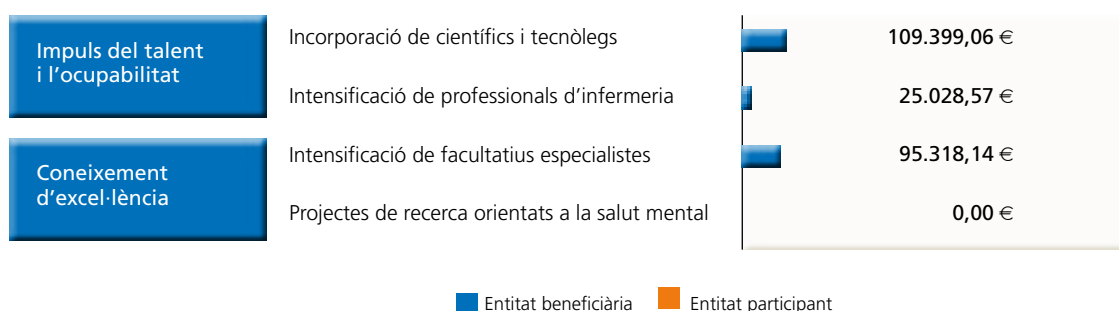 Impuls del talent
i l'ocupabilitat
Incorporació de científics i tecnòlegs 109.399,06 €
Intensificació de professionals d'infermeria 25.028,57 €
Coneixement
d'excel·lència
Intensificació de facultatius especialistes 95.318,14 €
Projectes de recerca orientats a la salut mental 0,00 €
Entitat beneficiària Entitat participant